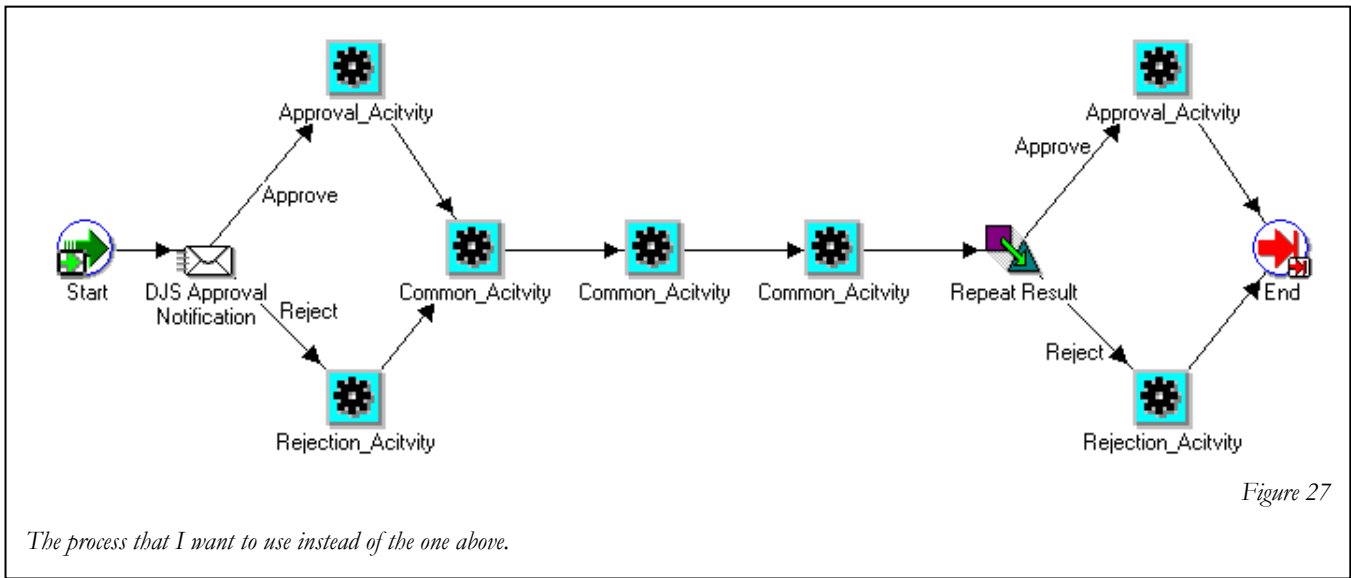 Approval_Acitvity
Approval_Acitvity
Approve
Approve
Start
DJS Approval
Notification
Common_Acitvity
Common_Acitvity
Common_Acitvity
Repeat Result
End
Reject
Reject
Rejection_Acitvity
Rejection_Acitvity
Figure 27
The process that I want to use instead of the one above.